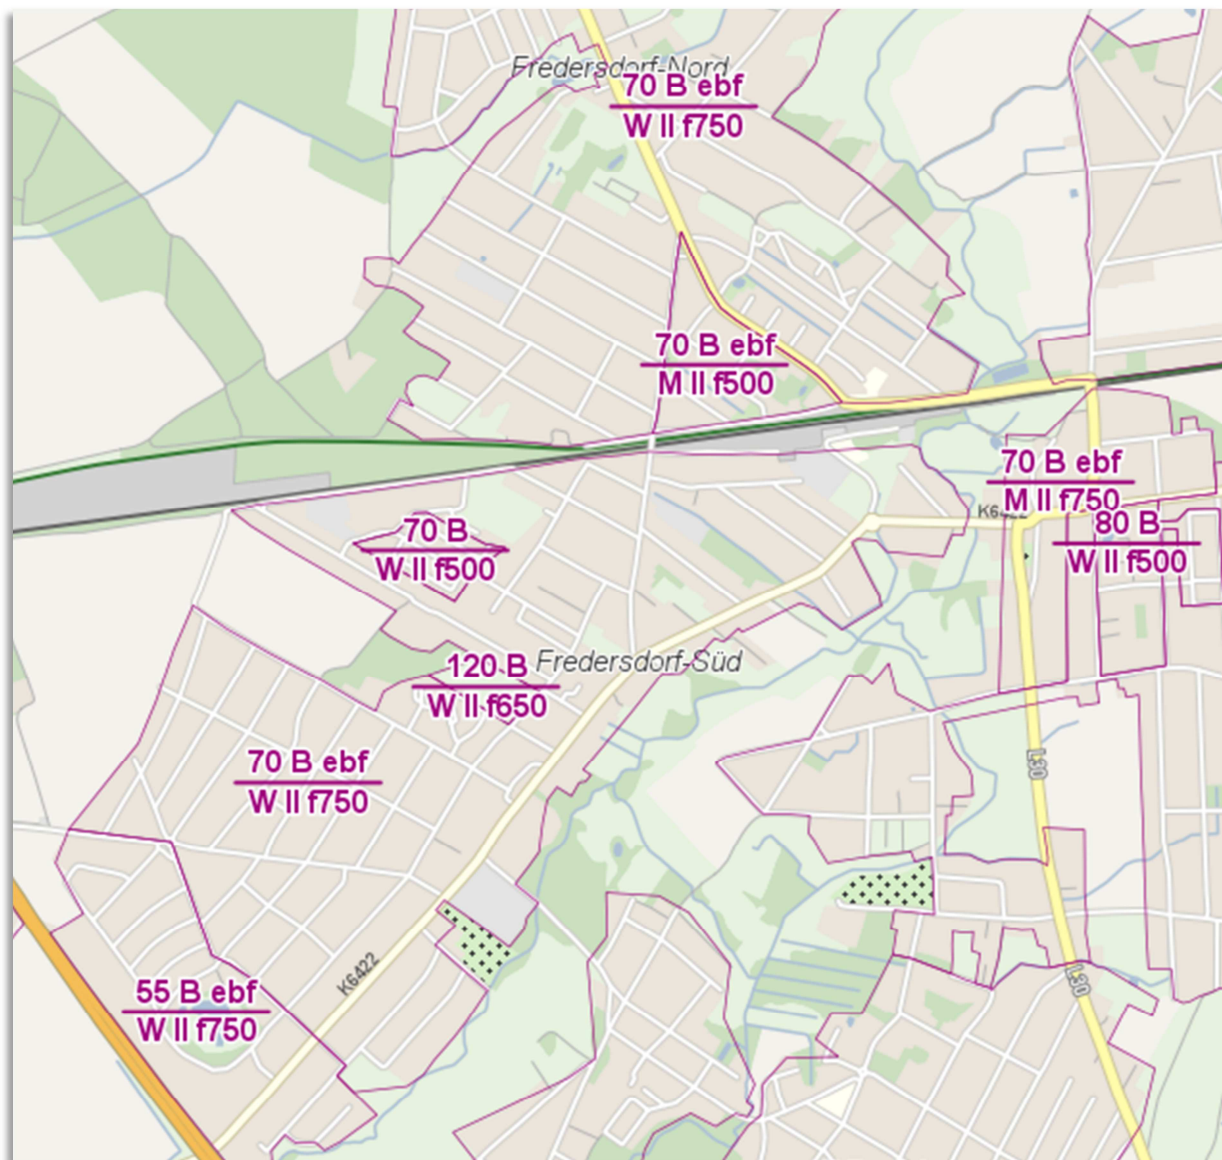 Fredersdorf-Nord
70 B ebf
W II f750
70 B ebf
M II f500
70 B ebf
M II f750
K6422
80 B
W II f500
70 B
W II f500
120 B
W II f650
Fredersdorf-Süd
70 B ebf
W II f750
L30
K6422
L30
55 B ebf
W II f750